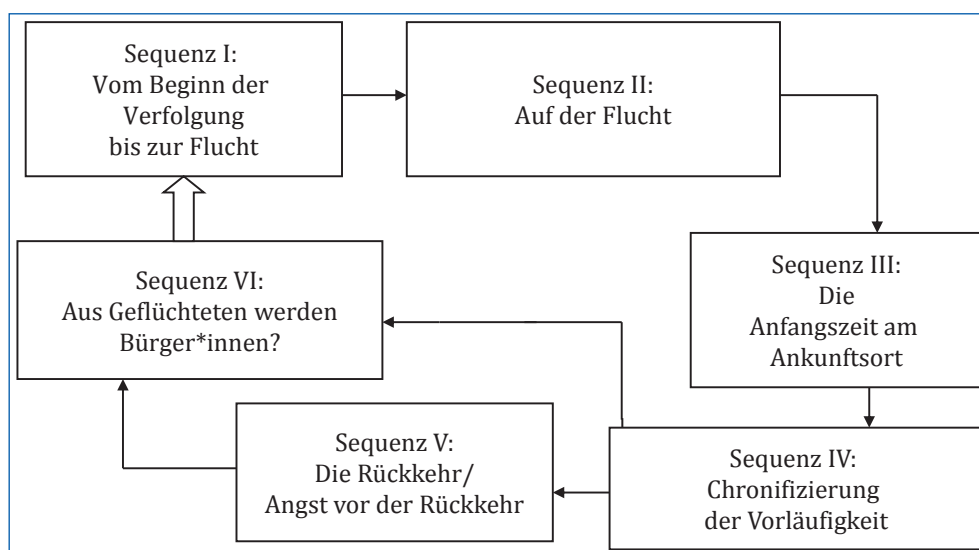 Sequenz I:
Vom Beginn der
Verfolgung
bis zur Flucht
Sequenz II:
Auf der Flucht
Sequenz III:
Die
Anfangszeit am
Ankunftsort
Sequenz IV:
Chronifizierung
der Vorläufigkeit
Sequenz V:
Die Rückkehr/
Angst vor der Rückkehr
Sequenz VI:
Aus Geflüchteten werden
Bürger*innen?